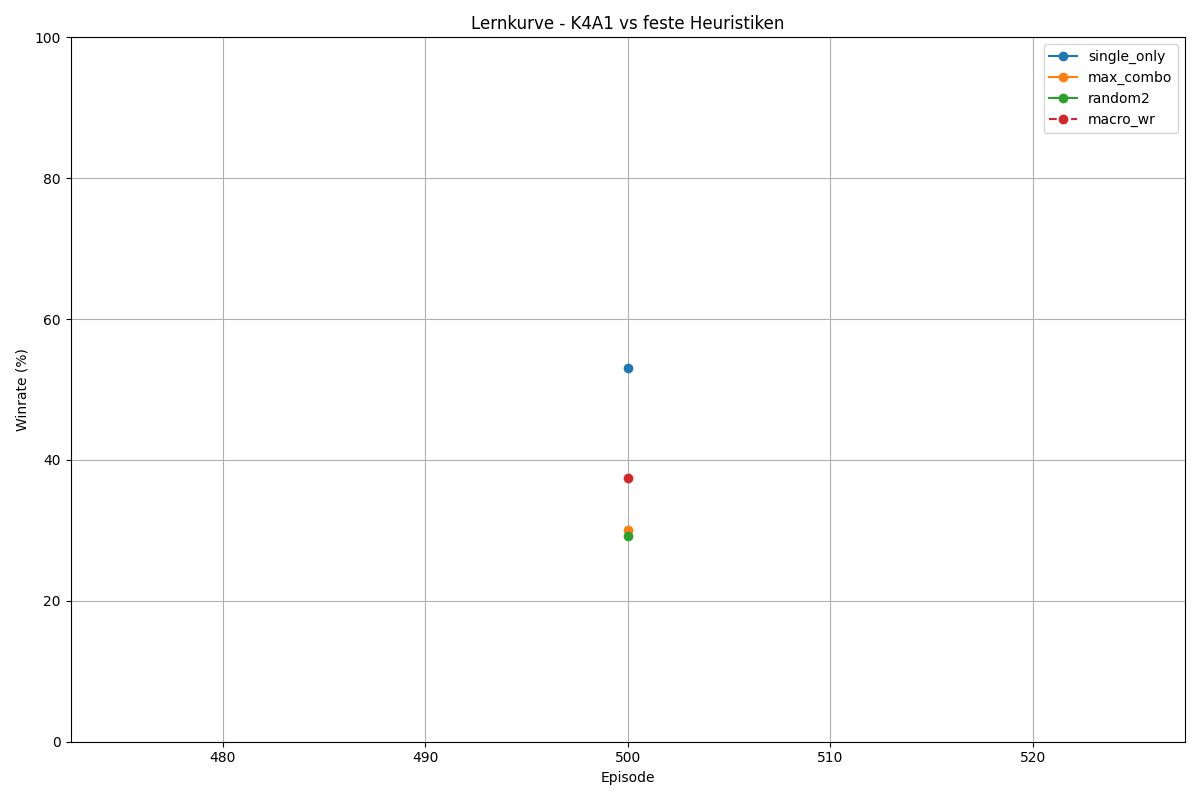 Lernkurve - K4A1 vs feste Heuristiken
100
80
60
40
20
0
Winrate (%)
single_only
max_combo
random2
macro_wr
480
490
500
510
520
Episode